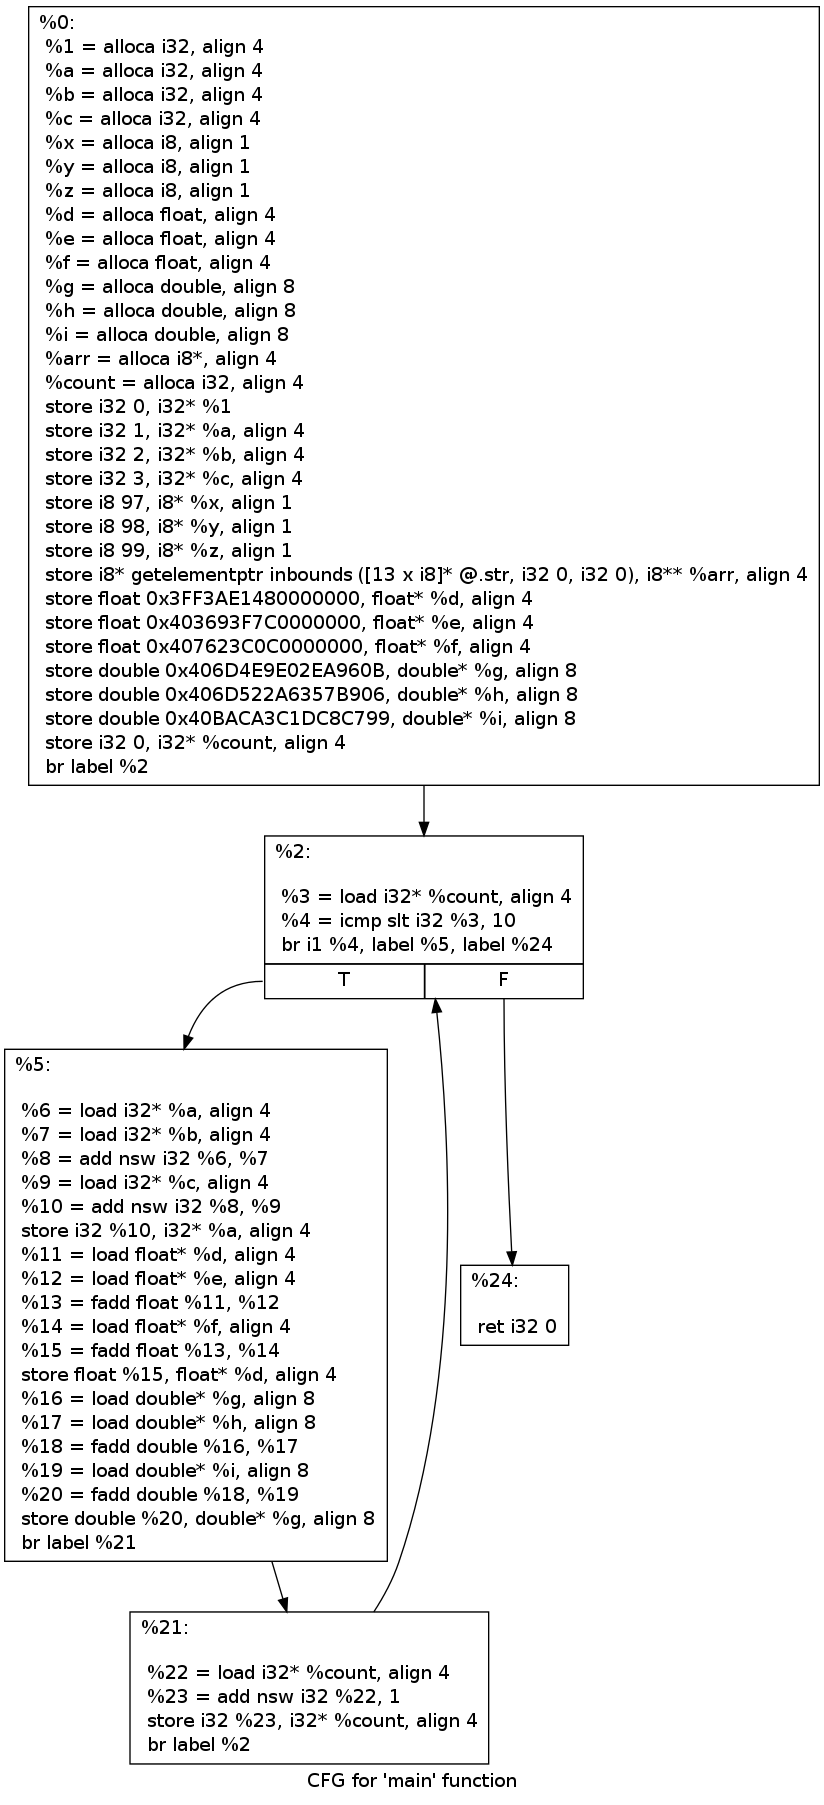 %0:
%1 = alloca i32, align 4
%a = alloca i32, align 4
%b = alloca i32, align 4
%c = alloca i32, align 4
%x = alloca i8, align 1
%y = alloca i8, align 1
%z = alloca i8, align 1
%d = alloca float, align 4
%e = alloca float, align 4
%f = alloca float, align 4
%g = alloca double, align 8
%h = alloca double, align 8
%i = alloca double, align 8
%arr = alloca i8*, align 4
%count = alloca i32, align 4
store i32 0, i32* %1
store i32 1, i32* %a, align 4
store i32 2, i32* %b, align 4
store i32 3, i32* %c, align 4
store i8 97, i8* %x, align 1
store i8 98, i8* %y, align 1
store i8 99, i8* %z, align 1
store i8* getelementptr inbounds ([13 x i8]* @.str, i32 0, i32 0), i8** %arr, align 4
store float 0x3FF3AE1480000000, float* %d, align 4
store float 0x403693F7C0000000, float* %e, align 4
store float 0x407623C0C0000000, float* %f, align 4
store double 0x406D4E9E02EA960B, double* %g, align 8
store double 0x406D522A6357B906, double* %h, align 8
store double 0x40BACA3C1DC8C799, double* %i, align 8
store i32 0, i32* %count, align 4
br label %2
%2:
%3 = load i32* %count, align 4
%4 = icmp slt i32 %3, 10
br i1 %4, label %5, label %24
T F
%5:
%6 = load i32* %a, align 4
%7 = load i32* %b, align 4
%8 = add nsw i32 %6, %7
%9 = load i32* %c, align 4
%10 = add nsw i32 %8, %9
store i32 %10, i32* %a, align 4
%11 = load float* %d, align 4
%12 = load float* %e, align 4
%13 = fadd float %11, %12
%14 = load float* %f, align 4
%15 = fadd float %13, %14
store float %15, float* %d, align 4
%16 = load double* %g, align 8
%17 = load double* %h, align 8
%18 = fadd double %16, %17
%19 = load double* %i, align 8
%20 = fadd double %18, %19
store double %20, double* %g, align 8
br label %21
%24:
ret i32 0
%21:
%22 = load i32* %count, align 4
%23 = add nsw i32 %22, 1
store i32 %23, i32* %count, align 4
br label %2
CFG for 'main' function